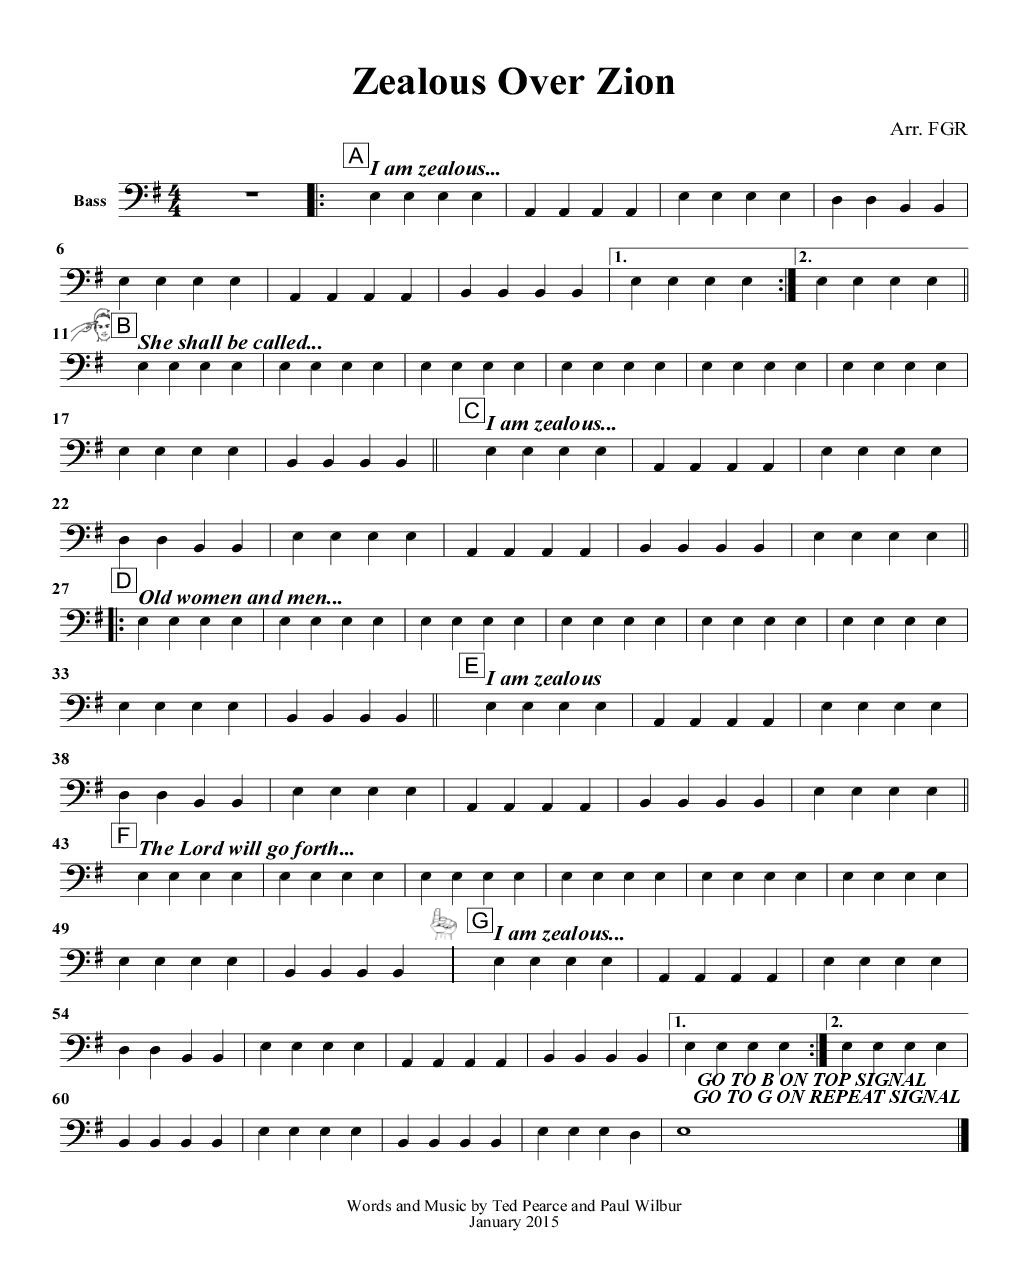 Zealous Over Zion
Arr. FGR
A
I am zealous...
Bass
4
4
6
1.
2.
11
B
She shall be called...
17
C
I am zealous...
22
27
D
Old women and men...
33
E
I am zealous
38
43
F
The Lord will go forth...
49
G
I am zealous...
54
1.
2.
GO TO B ON TOP SIGNAL
GO TO G ON REPEAT SIGNAL
60
Words and Music by Ted Pearce and Paul Wilbur
January 2015